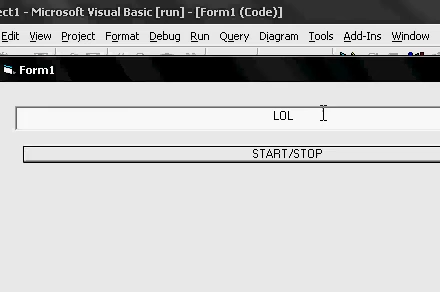 ect1 - Microsoft Visual Basic [run] - [Form1 (Code)]
Edit View Project Format Debug Run Query Diagram Tools Add-Ins Window
Form1
LOL
START/STOP